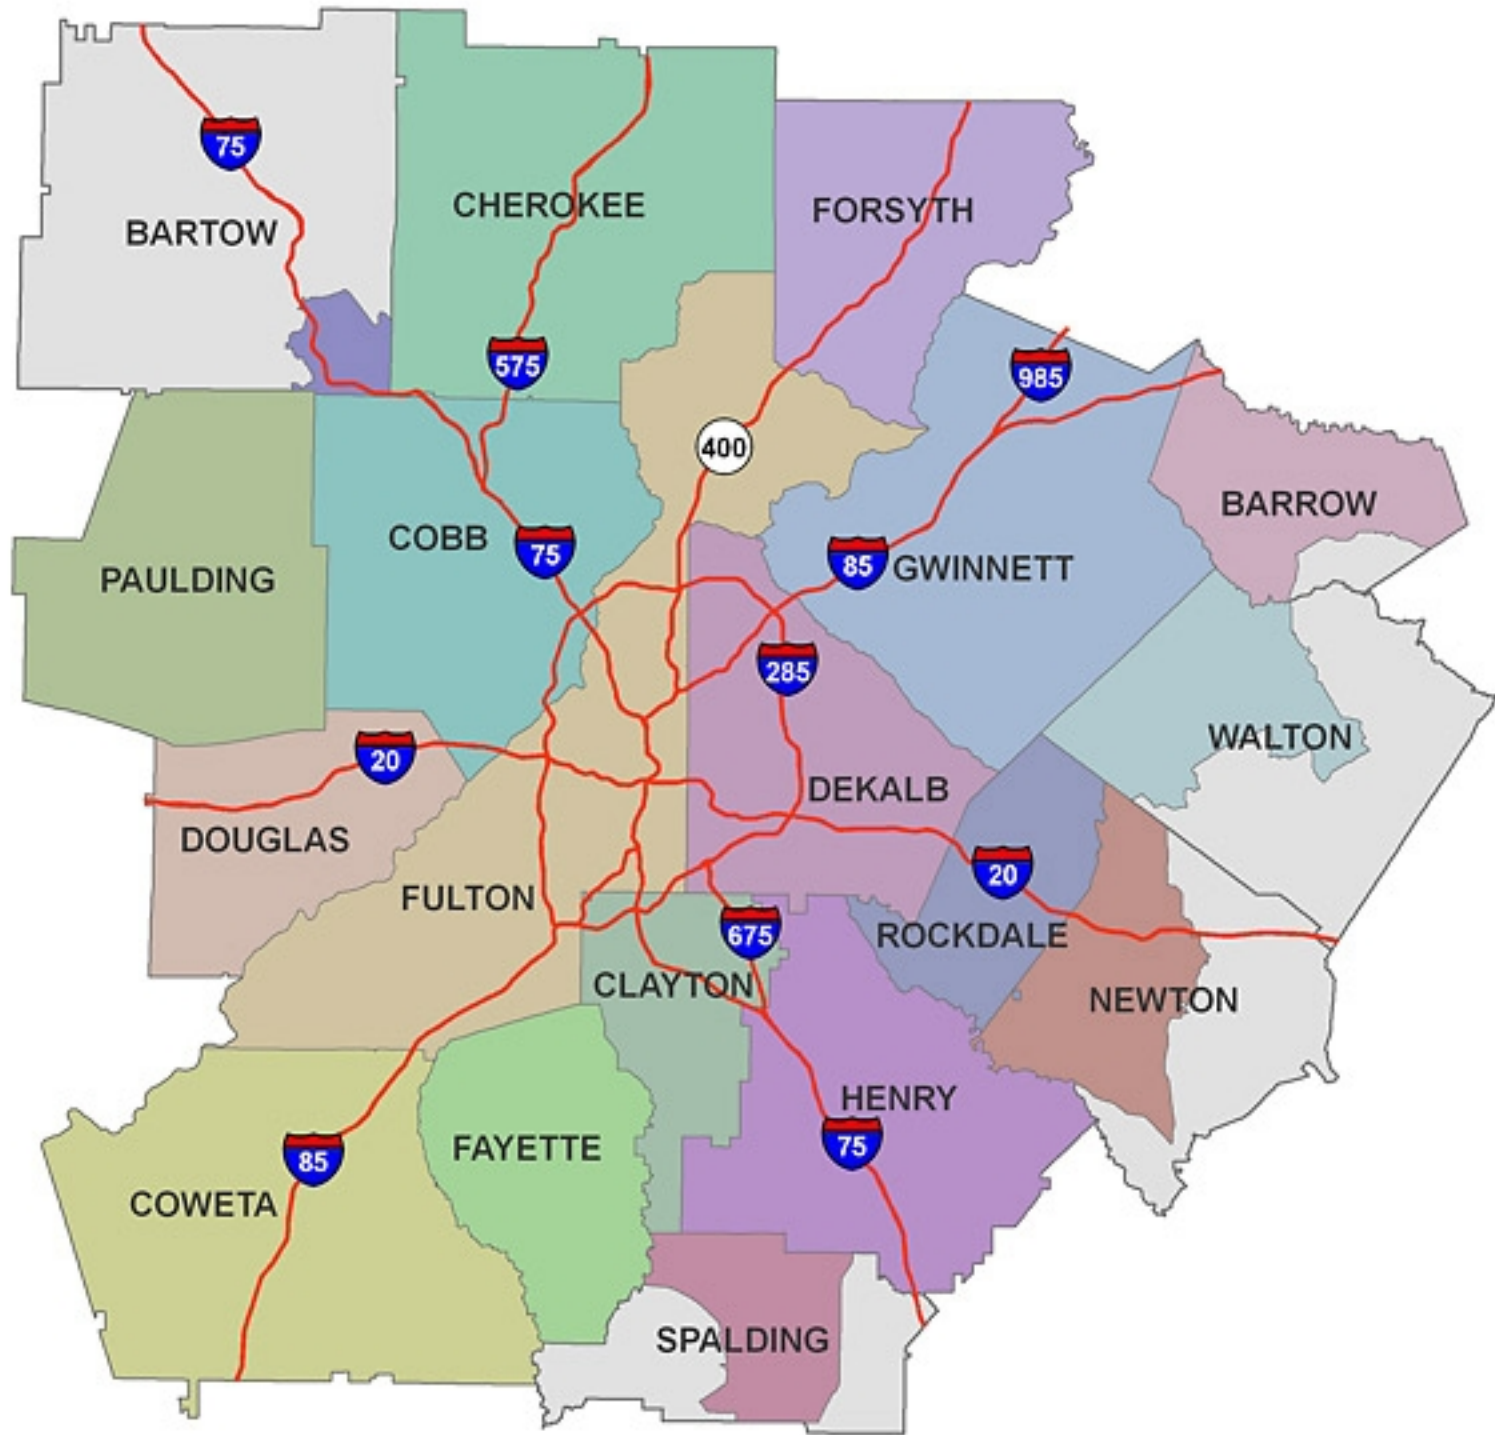 75
BARTOW
CHEROKEE
FORSYTH
575
985
400
COBB
75
BARROW
PAULDING
85
GWINNETT
285
20
WALTON
DEKALB
DOUGLAS
FULTON
20
675
ROCKDALE
CLAYTON
NEWTON
HENRY
75
FAYETTE
85
COWETA
SPALDING